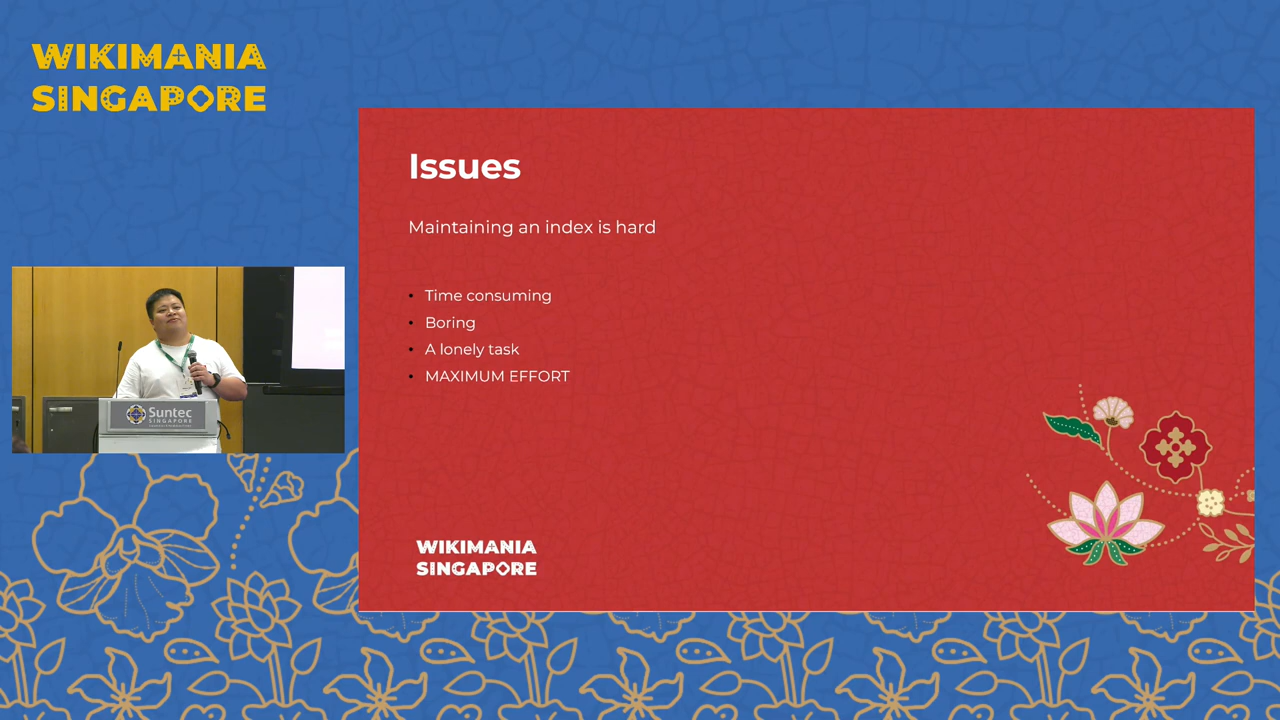 WIKIMANIA
SINGAPORE
Issues
Maintaining an index is hard
• Time consuming
• Boring
• A lonely task
• MAXIMUM EFFORT
Suntec
SINGAPORE
WIKIMANIA
SINGAPORE